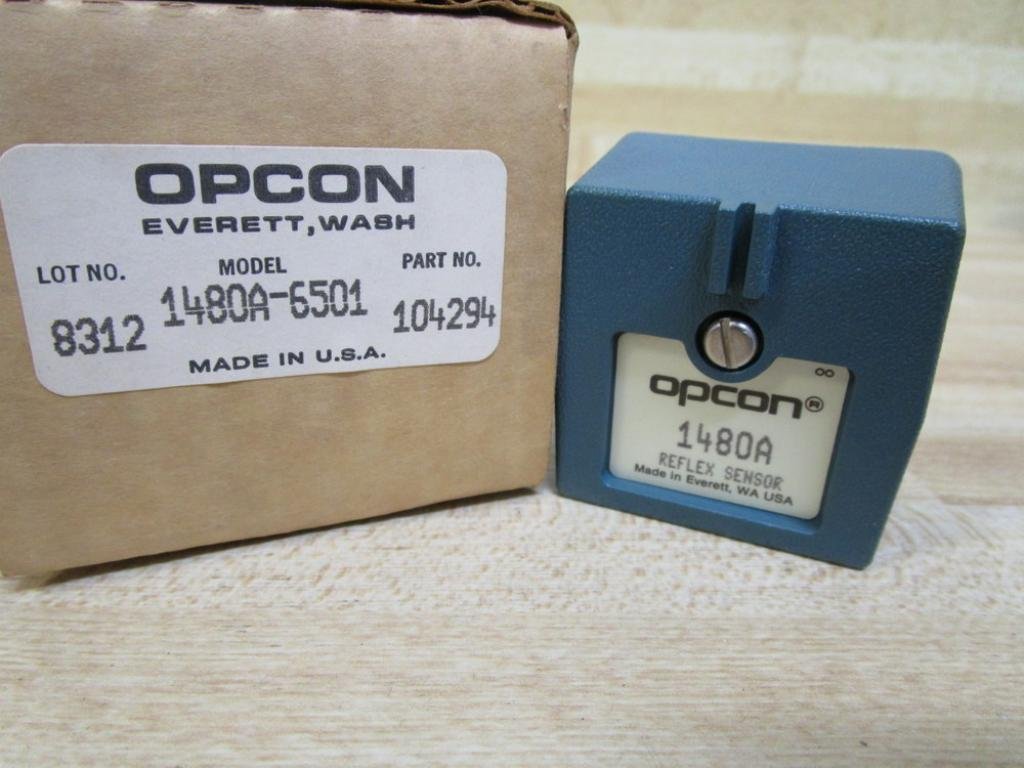 OPCON
EVERETT, WASH
LOT NO. MODEL PART NO.
8312 1480A-6501 104294
MADE IN U.S.A.
∞
opcon®
1480A
REFLEX SENSOR
Made in Everett, WA USA